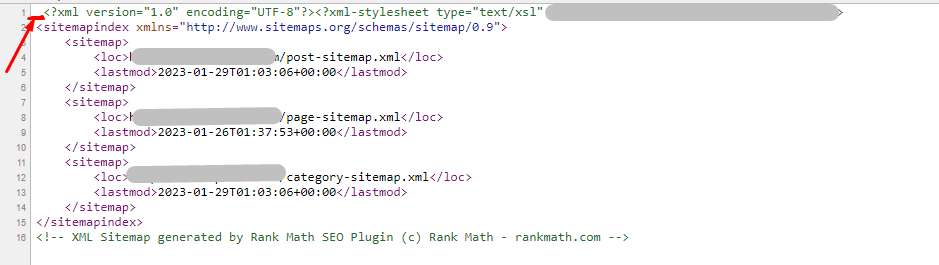 1 <?xml version="1.0" encoding="UTF-8"?><?xml-stylesheet type="text/xsl" >
2 <sitemapindex xmlns="http://www.sitemaps.org/schemas/sitemap/0.9">
3 <sitemap>
4 <loc>/post-sitemap.xml</loc>
5 <lastmod>2023-01-29T01:03:06+00:00</lastmod>
6 </sitemap>
7 <sitemap>
8 <loc>/page-sitemap.xml</loc>
9 <lastmod>2023-01-26T01:37:53+00:00</lastmod>
10 </sitemap>
11 <sitemap>
12 <loc>category-sitemap.xml</loc>
13 <lastmod>2023-01-29T01:03:06+00:00</lastmod>
14 </sitemap>
15 </sitemapindex>
16 <!-- XML Sitemap generated by Rank Math SEO Plugin (c) Rank Math - rankmath.com -->